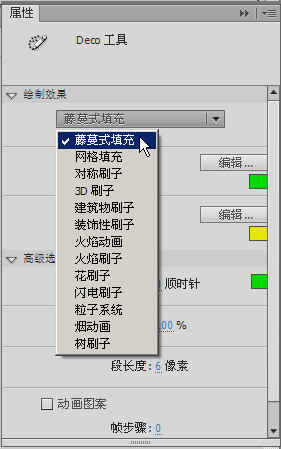 属性
Deco 工具
绘制效果
藤蔓式填充
藤蔓式填充
网格填充
对称刷子
3D 刷子
建筑物刷子
装饰性刷子
火焰动画
火焰刷子
花刷子
闪电刷子
粒子系统
烟动画
树刷子
编辑...
编辑...
高级选
顺时针
00 %
段长度: 6 像素
动画图案
帧步骤: 0